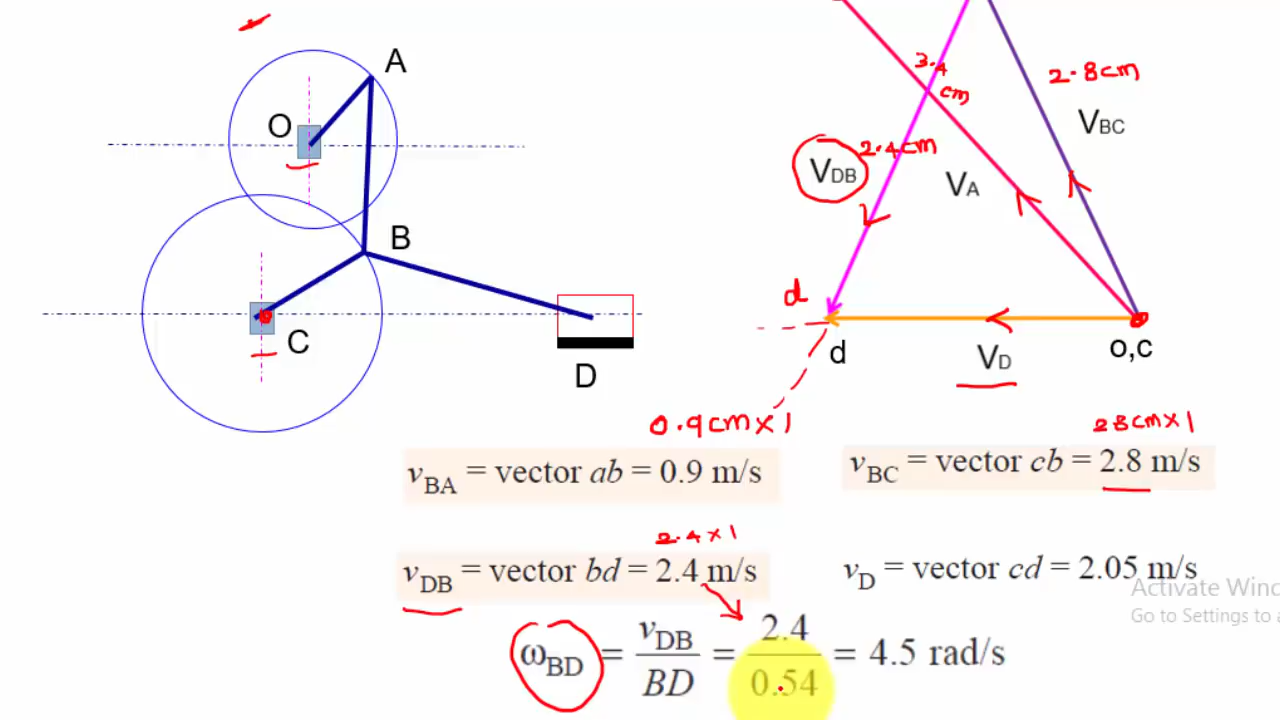 A
O
B
C
D
3.4
cm
2.8cm
VBC
2.4cm
VDB
VA
d
d
VD
o,c
0.9cm×1
28cm×1
vBA = vector ab = 0.9 m/s
vBC = vector cb = 2.8 m/s
2.4×1
vDB = vector bd = 2.4 m/s
vD = vector cd = 2.05 m/s
Activate Wind
Go to Settings to a
ωBD = vDB / BD = 2.4 / 0.54 = 4.5 rad/s